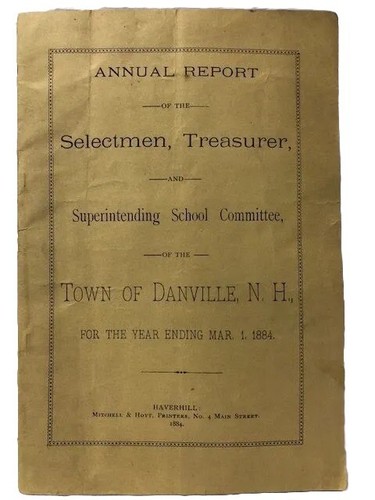 ANNUAL REPORT
OF THE
Selectmen, Treasurer,
AND
Superintending School Committee,
OF THE
TOWN OF DANVILLE, N. H.,
FOR THE YEAR ENDING MAR. 1, 1884.
HAVERHILL:
MITCHELL & HOYT, PRINTERS, NO. 4 MAIN STREET.
1884.